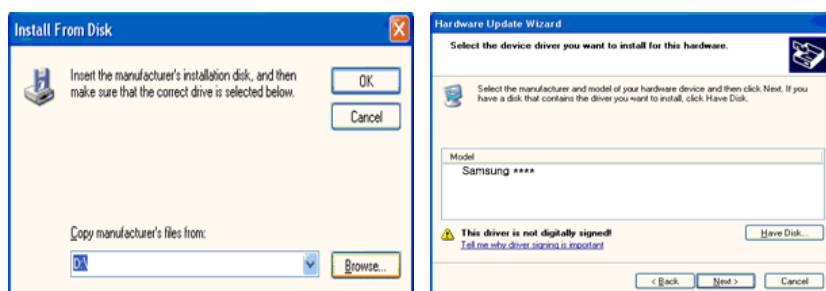 Install From Disk
Insert the manufacturer's installation disk, and then
make sure that the correct drive is selected below.
OK
Cancel
Copy manufacturer's files from:
D:\
Browse...
Hardware Update Wizard
Select the device driver you want to install for this hardware.
Select the manufacturer and model of your hardware device and then click Next. If you
have a disk that contains the driver you want to install, click Have Disk.
Model
Samsung ****
This driver is not digitally signed!
Tell me why driver signing is important
Have Disk...
< Back
Next >
Cancel